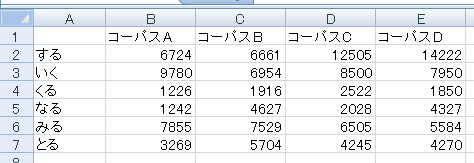 A B C D E
1 コーパスA コーパスB コーパスC コーパスD
2 する 6724 6661 12505 14222
3 いく 9780 6954 8500 7950
4 くる 1226 1916 2522 1850
5 なる 1242 4627 2028 4327
6 みる 7855 7529 6505 5584
7 とる 3269 5704 4245 4270